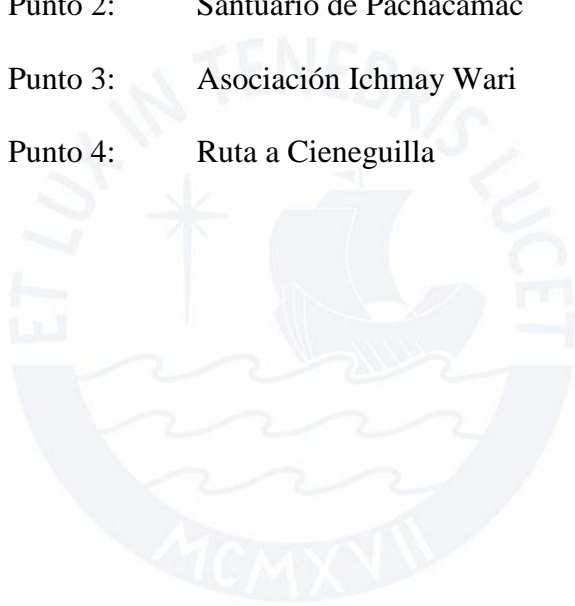 Punto 2: Santuario de Pachacamac
Punto 3: Asociación Ichmay Wari
Punto 4: Ruta a Cieneguilla
ET LUX IN TENEBRIS LUCET
MCMXVII